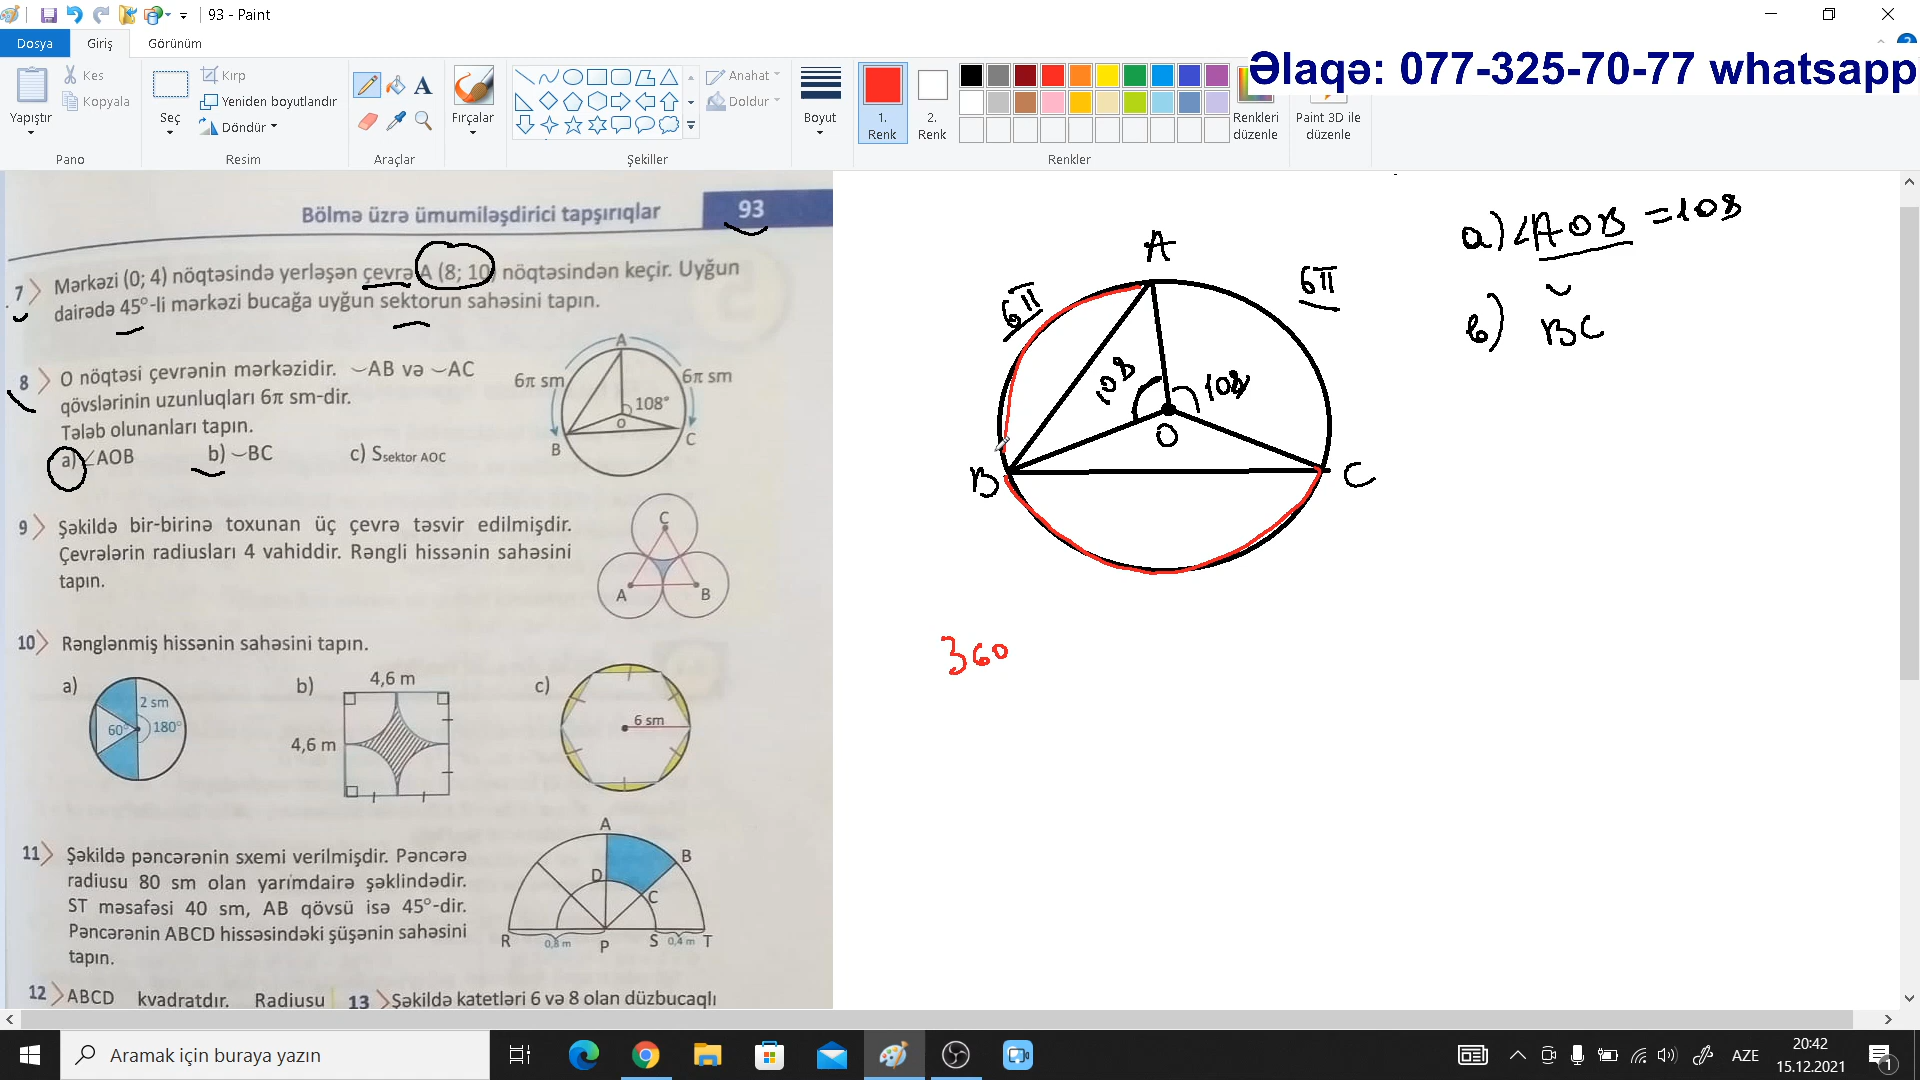 93 - Paint
Dosya
Giriş
Görünüm
Əlaqə: 077-325-70-77 whatsapp
Yapıştır
Kes
Kopyala
Pano
Seç
Kırp
Yeniden boyutlandır
Döndür
Resim
A
Araçlar
Fırçalar
Anahat
Doldur
Şekiller
Boyut
1.
Renk
2.
Renk
Renkler
Renkleri
düzenle
Paint 3D ile
düzenle
Bölmə üzrə ümumiləşdirici tapşırıqlar
93
7
Mərkəzi (0; 4) nöqtəsində yerləşən çevrə A (8; 10) nöqtəsindən keçir. Uyğun
dairədə 45°-li mərkəzi bucağa uyğun sektorun sahəsini tapın.
8
O nöqtəsi çevrənin mərkəzidir. ⌣AB və ⌣AC
qövslərinin uzunluqları 6π sm-dir.
Tələb olunanları tapın.
a) ∠AOB b) ⌣BC c) Ssektor AOC
A
6π sm
6π sm
108°
O
B
C
9
Şəkildə bir-birinə toxunan üç çevrə təsvir edilmişdir.
Çevrələrin radiusları 4 vahiddir. Rəngli hissənin sahəsini
tapın.
C
A
B
10
Rənglənmiş hissənin sahəsini tapın.
a)
2 sm
60°
180°
b)
4,6 m
4,6 m
c)
6 sm
11
Şəkildə pəncərənin sxemi verilmişdir. Pəncərə
radiusu 80 sm olan yarımdairə şəklindədir.
ST məsafəsi 40 sm, AB qövsü isə 45°-dir.
Pəncərənin ABCD hissəsindəki şüşənin sahəsini
tapın.
A
B
D
C
R
0,8 m
P
S
0,4 m
T
12
ABCD kvadratdır. Radiusu
13
Şəkildə katetləri 6 və 8 olan düzbucaqlı
A
6π
6π
108
108
O
B
C
360
a) ∠AOB = 108
b) BC
Aramak için buraya yazın
AZE
20:42
15.12.2021
1